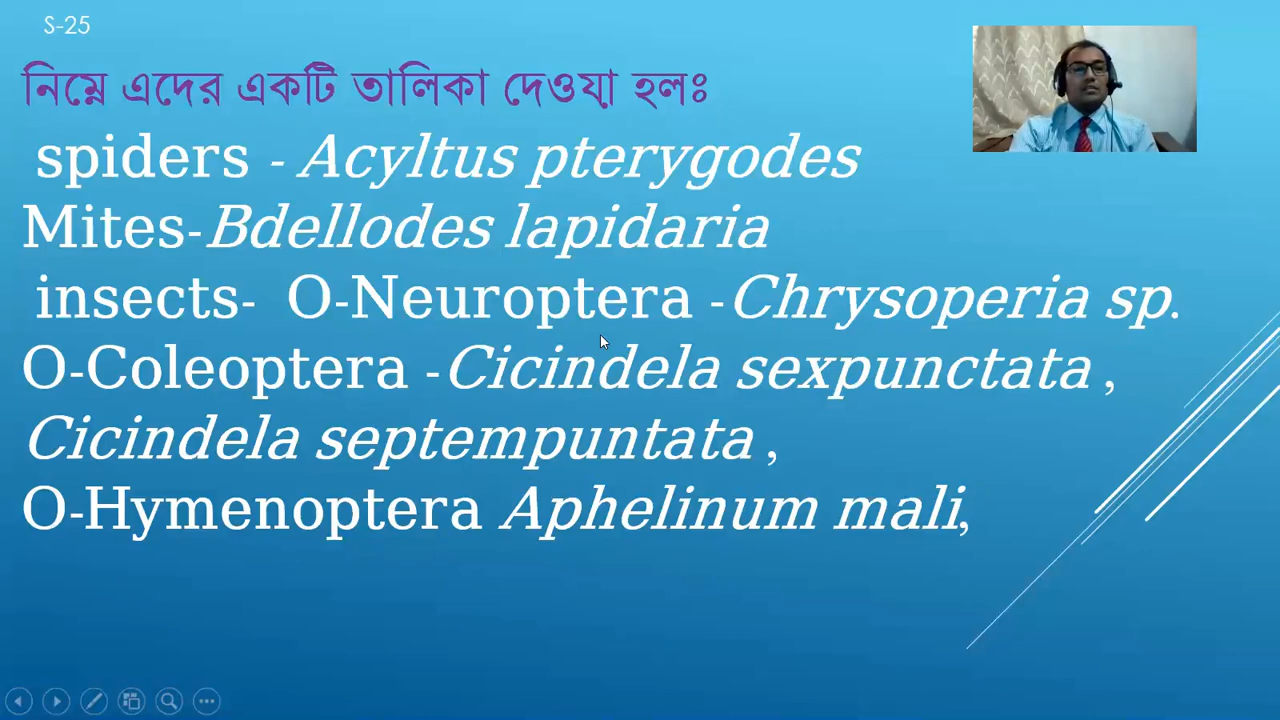 S-25
নিম্নে এদের একটি তালিকা দেওয়া হলঃ
spiders - Acyltus pterygodes
Mites-Bdellodes lapidaria
insects- O-Neuroptera -Chrysoperia sp.
O-Coleoptera -Cicindela sexpunctata ,
Cicindela septempuntata ,
O-Hymenoptera Aphelinum mali,